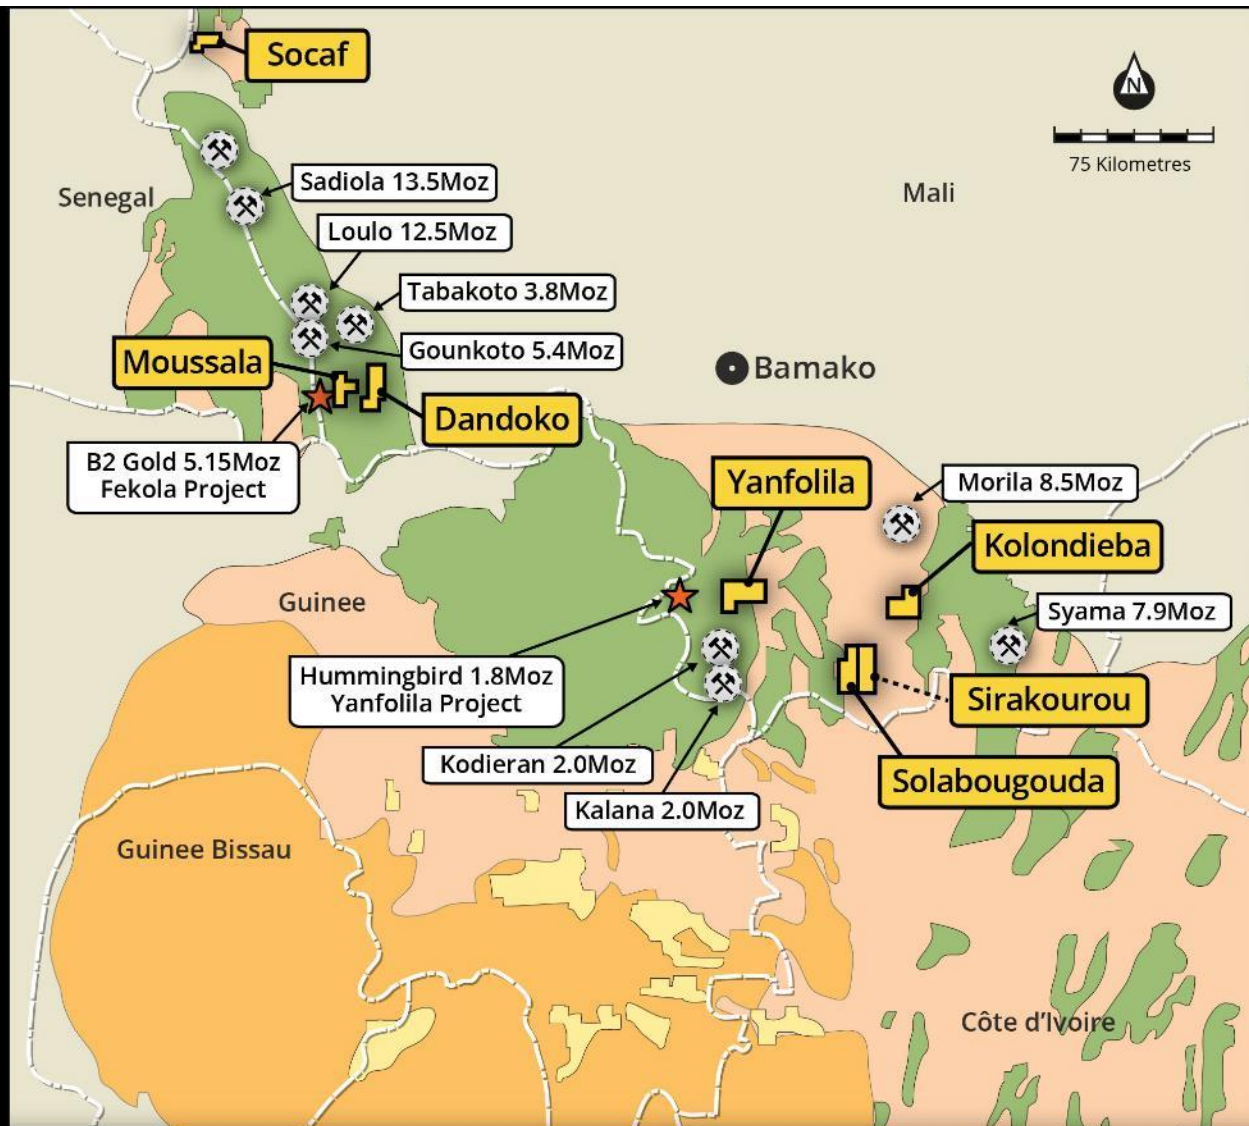 Socaf
N
75 Kilometres
Senegal
Sadiola 13.5Moz
Mali
Loulo 12.5Moz
Tabakoto 3.8Moz
Gounkoto 5.4Moz
Moussala
Bamako
Dandoko
B2 Gold 5.15Moz
Fekola Project
Yanfolila
Morila 8.5Moz
Kolondieba
Guinee
Syama 7.9Moz
Hummingbird 1.8Moz
Yanfolila Project
Sirakourou
Kodieran 2.0Moz
Solabougouda
Kalana 2.0Moz
Guinee Bissau
Côte d'Ivoire